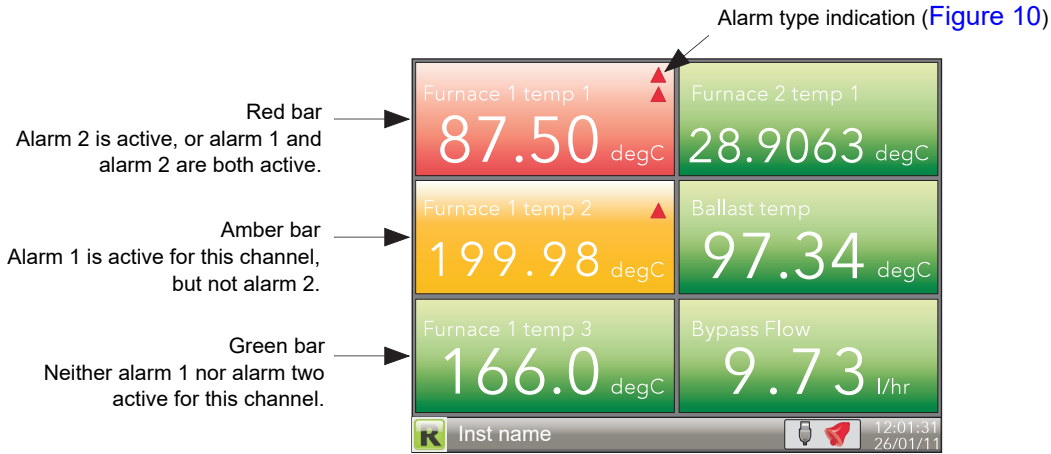 Alarm type indication (Figure 10)
Red bar
Alarm 2 is active, or alarm 1 and
alarm 2 are both active.
Amber bar
Alarm 1 is active for this channel,
but not alarm 2.
Green bar
Neither alarm 1 nor alarm two
active for this channel.
Furnace 1 temp 1
87.50 degC
Furnace 2 temp 1
28.9063 degC
Furnace 1 temp 2
199.98 degC
Ballast temp
97.34 degC
Furnace 1 temp 3
166.0 degC
Bypass Flow
9.73 l/hr
R Inst name
12:01:31
26/01/11